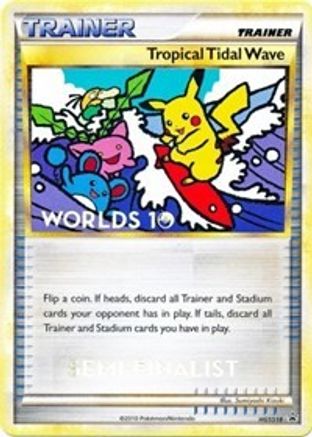 TRAINER TRAINER
Tropical Tidal Wave
WORLDS 10
Flip a coin. If heads, discard all Trainer and Stadium
cards your opponent has in play. If tails, discard all
Trainer and Stadium cards you have in play.
SEMI-FINALIST
Illus. Sumiyoshi Kizuki
©2010 Pokémon/Nintendo
HGSS18